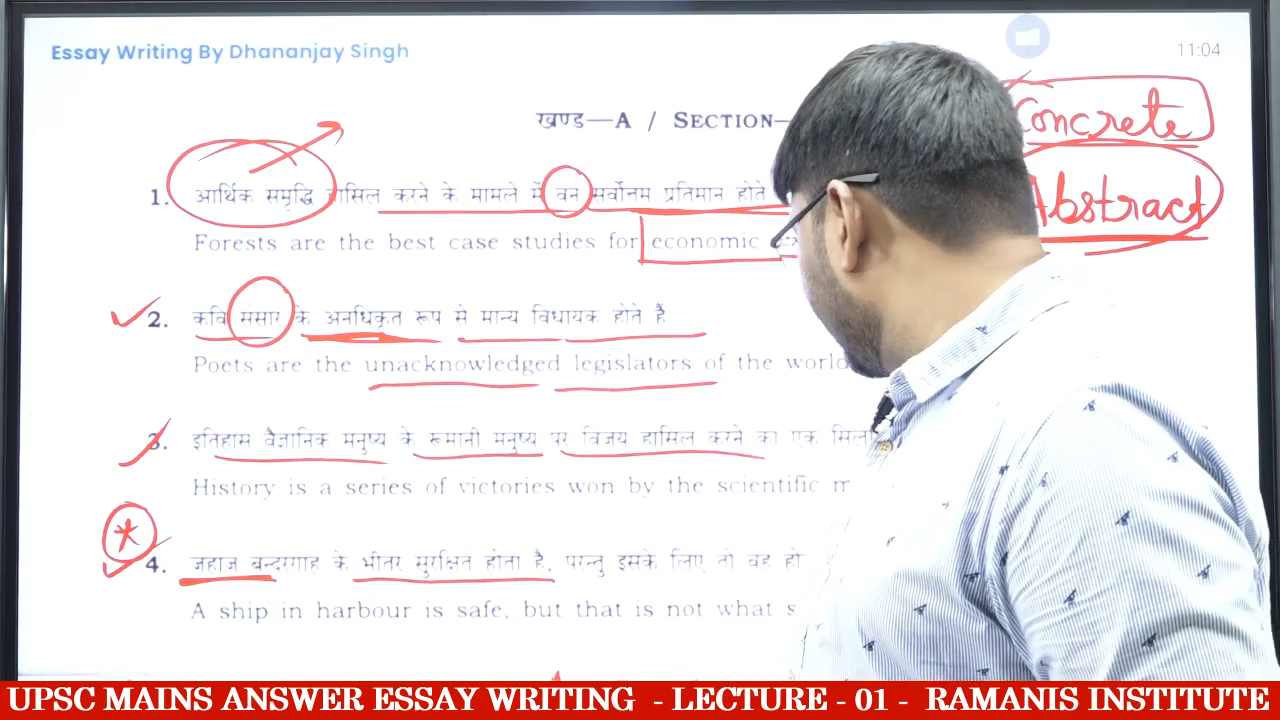 Essay Writing By Dhananjay Singh
11:04
खण्ड—A / SECTION—
Concrete
Abstract
1. आर्थिक समृद्धि हासिल करने के मामले में वन सर्वोत्तम प्रतिमान होते
Forests are the best case studies for economic
2. कवि संसार के अनधिकृत रूप से मान्य विधायक होते हैं
Poets are the unacknowledged legislators of the world
3. इतिहास वैज्ञानिक मनुष्य के रूमानी मनुष्य पर विजय हासिल करने का एक
History is a series of victories won by the scientific
4. जहाज बन्दरगाह के भीतर सुरक्षित होता है, परन्तु इसके लिए तो वह
A ship in harbour is safe, but that is not what
UPSC MAINS ANSWER ESSAY WRITING - LECTURE - 01 - RAMANIS INSTITUTE